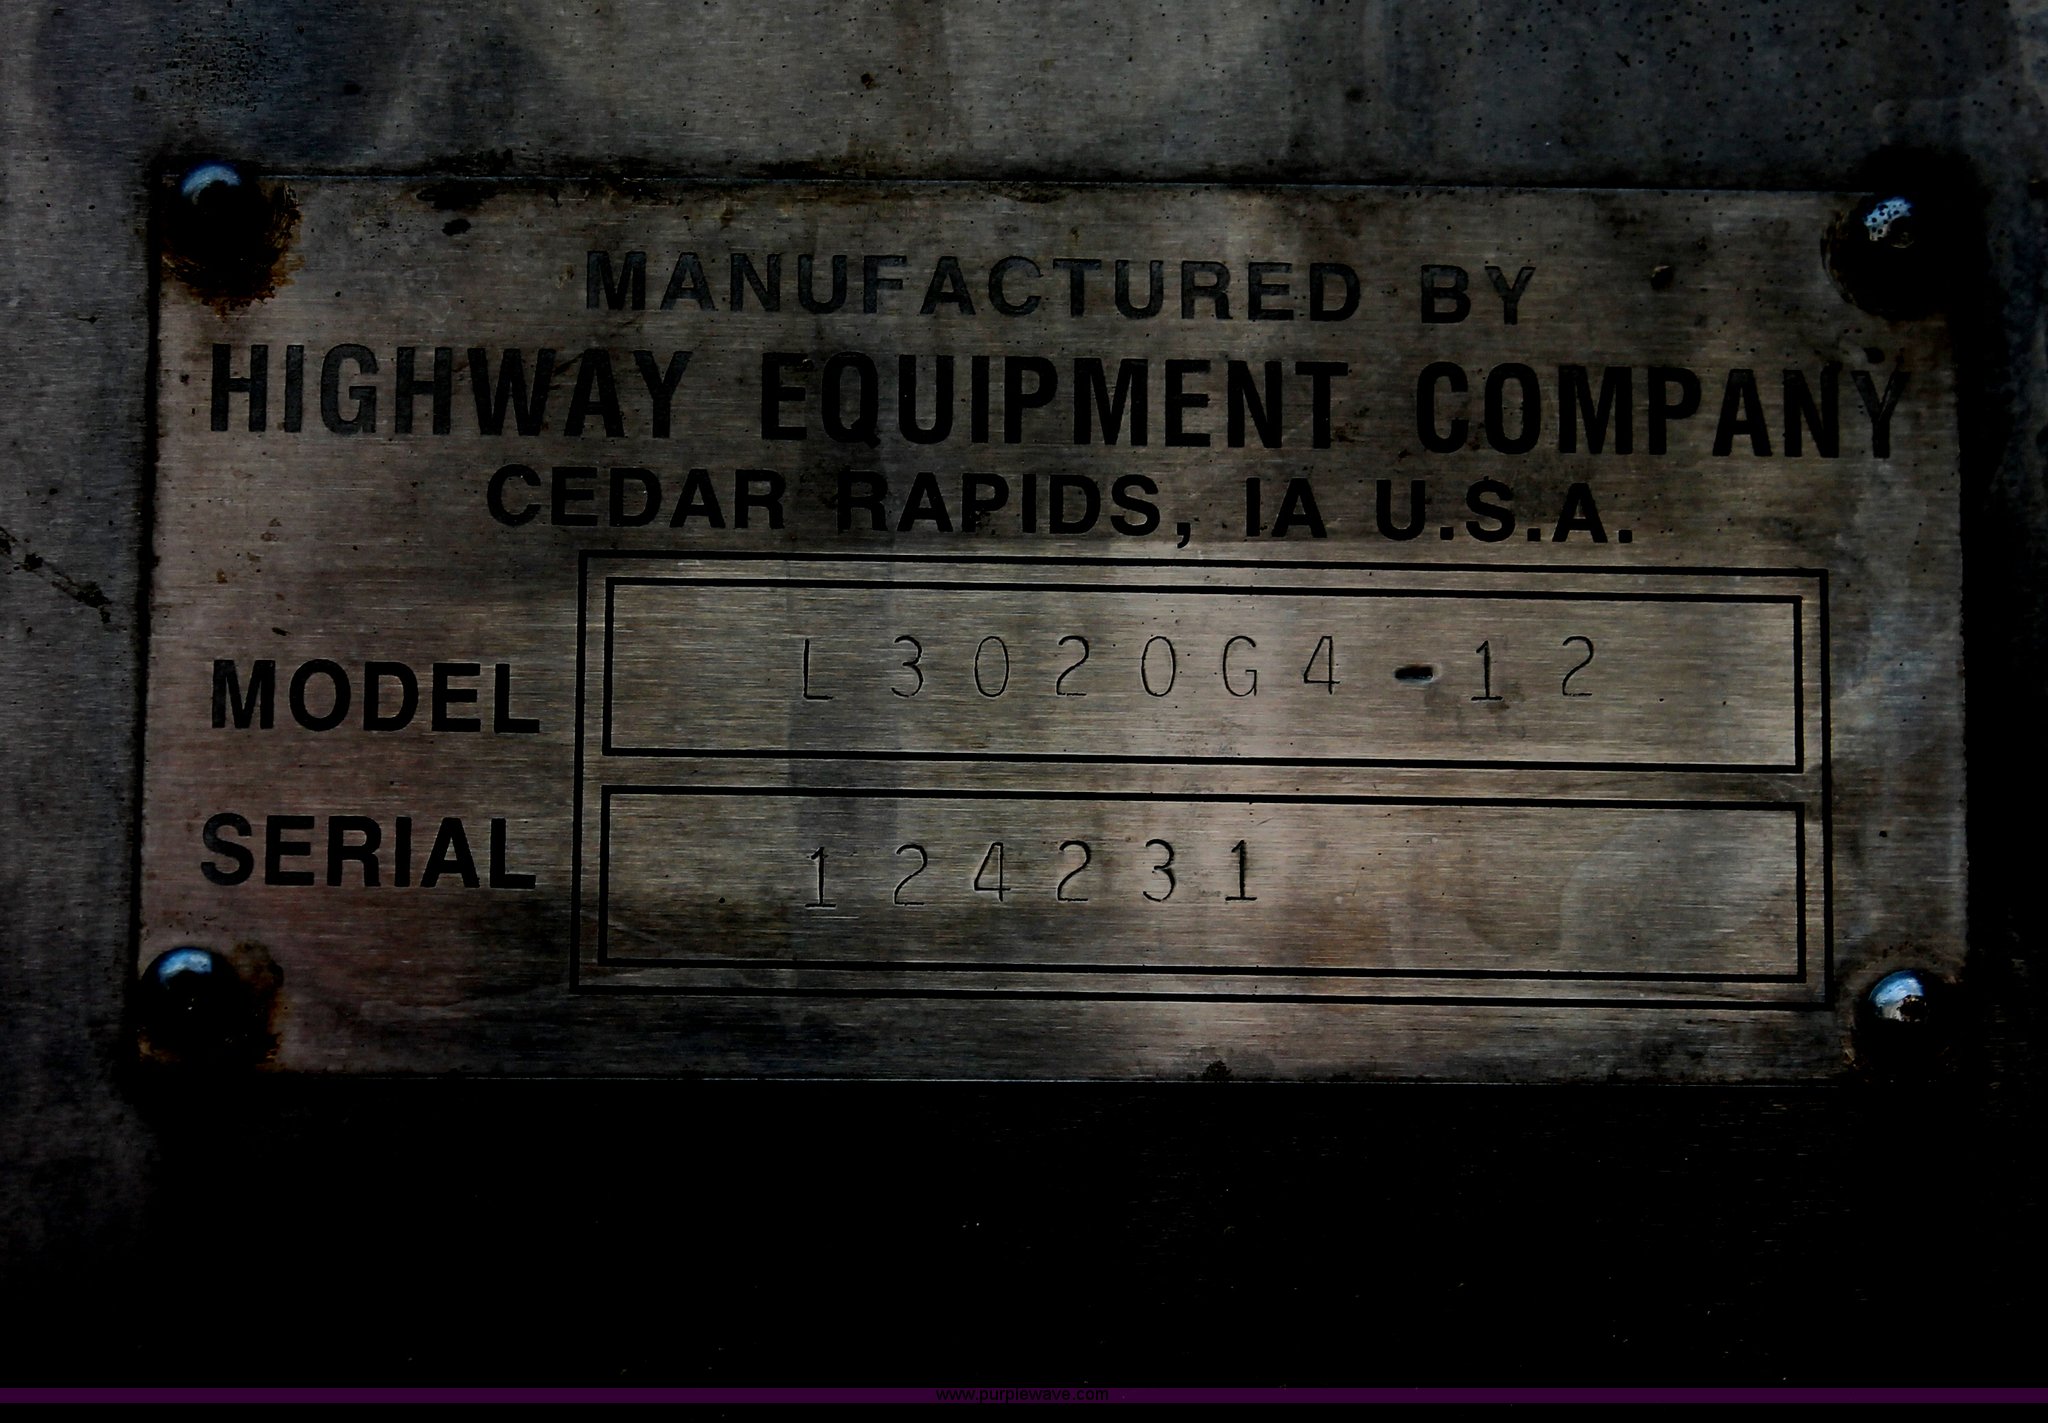 MANUFACTURED BY
HIGHWAY EQUIPMENT COMPANY
CEDAR RAPIDS, IA U.S.A.
MODEL L3020G4-12
SERIAL 124231
www.purplewave.com